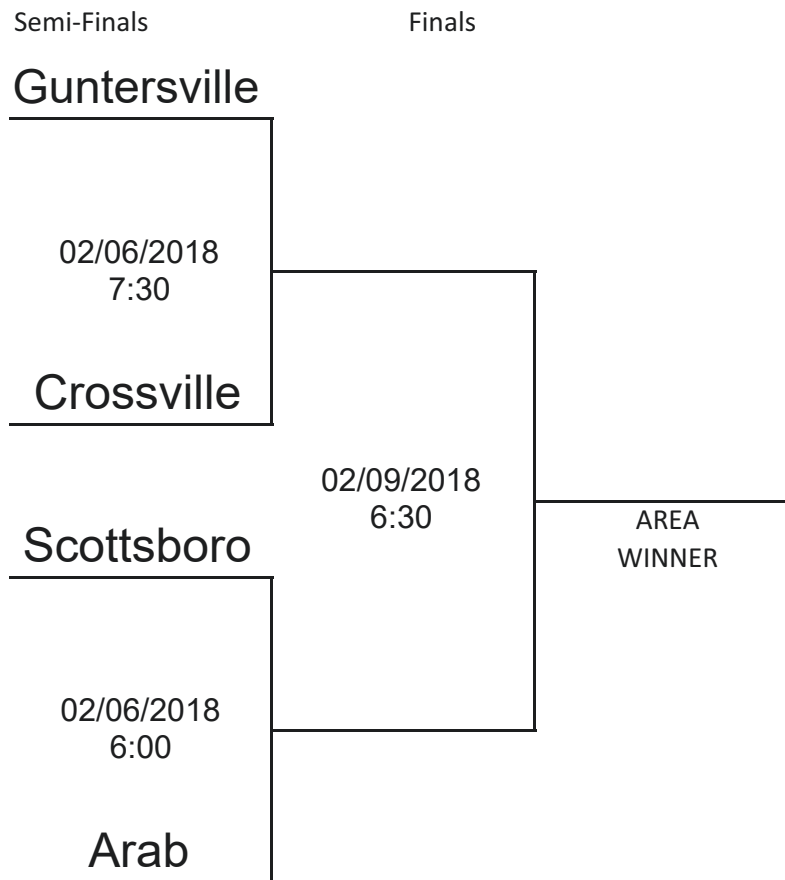 Semi-Finals
Finals
Guntersville
02/06/2018
7:30
Crossville
02/09/2018
6:30
AREA
WINNER
Scottsboro
02/06/2018
6:00
Arab